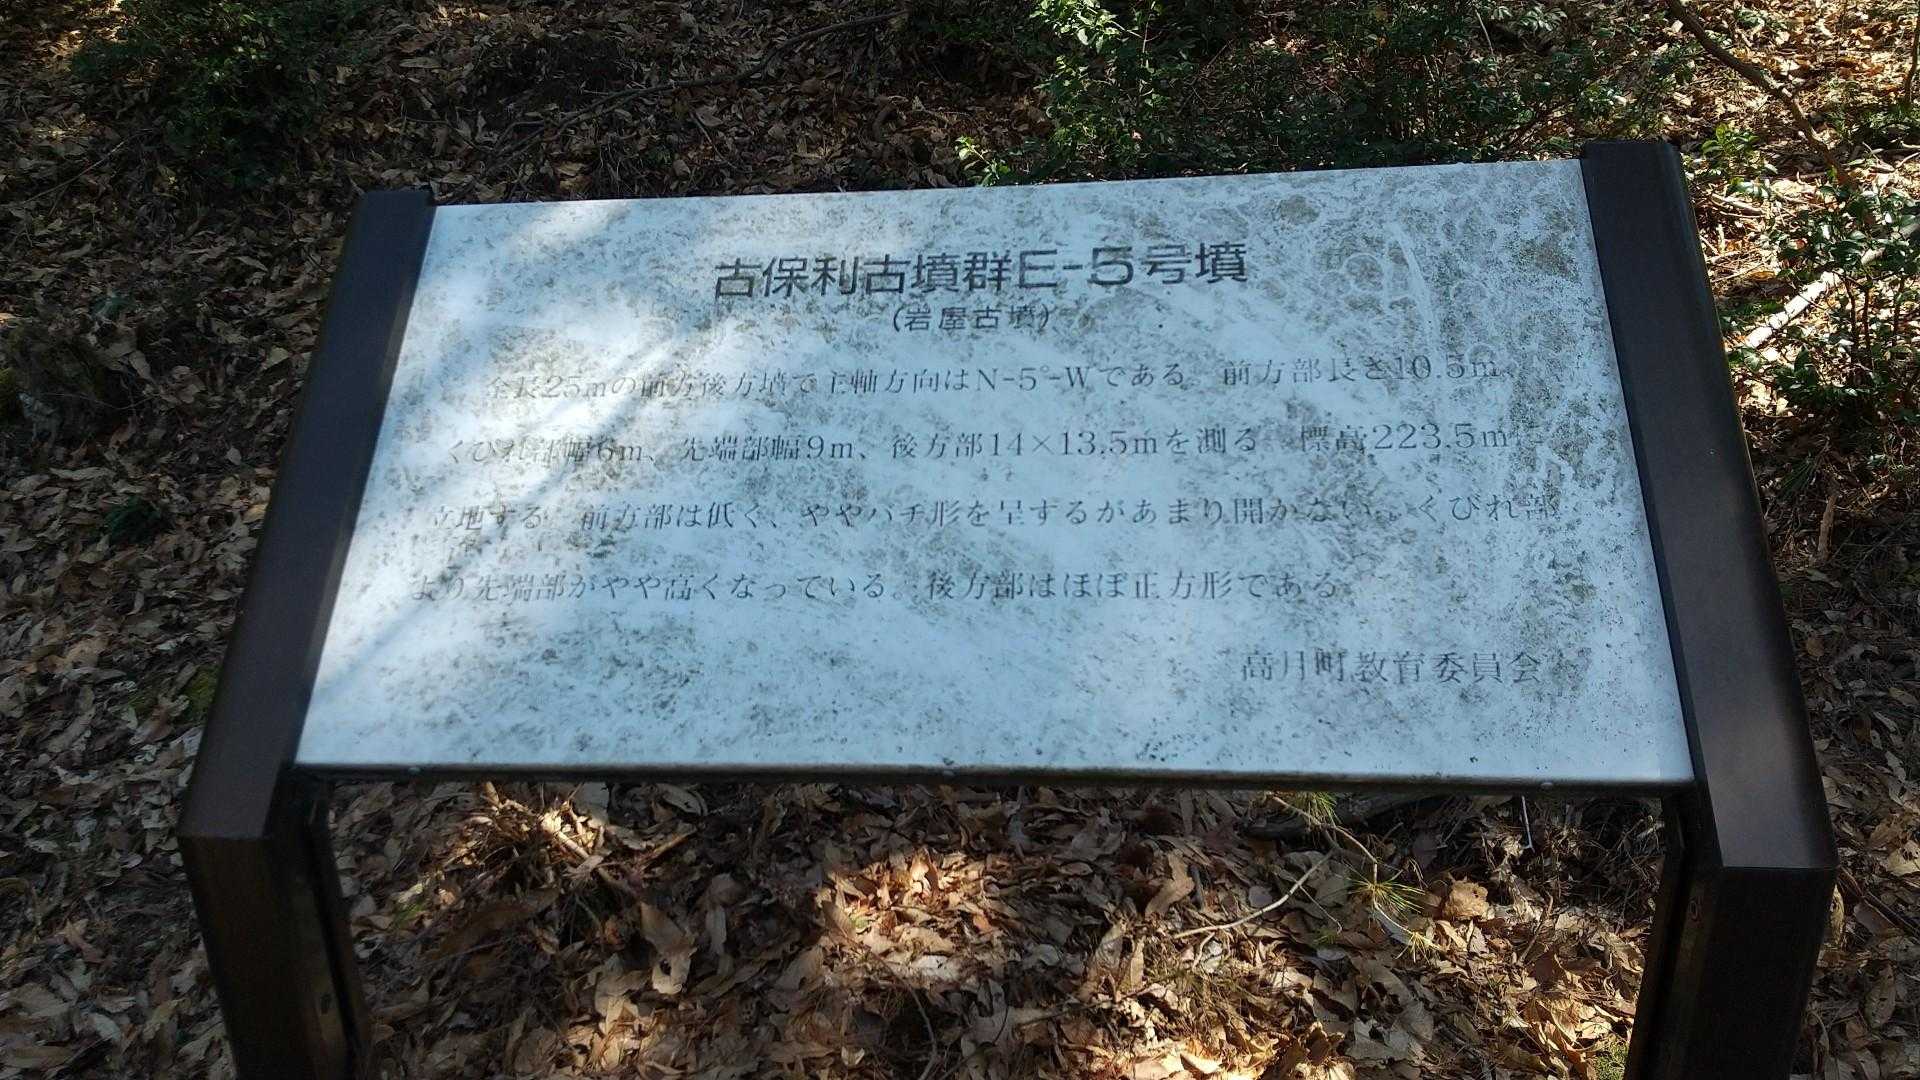 古保利古墳群E-5号墳
(岩屋古墳)
全長25mの前方後方墳で主軸方向はN-5°-Wである。前方部長さ10.5m、
くびれ部幅6m、先端部幅9m、後方部14×13.5mを測る。標高223.5mに
立地する。前方部は低く、ややバチ形を呈するがあまり開かない。くびれ部
より先端部がやや高くなっている。後方部はほぼ正方形である。
高月町教育委員会